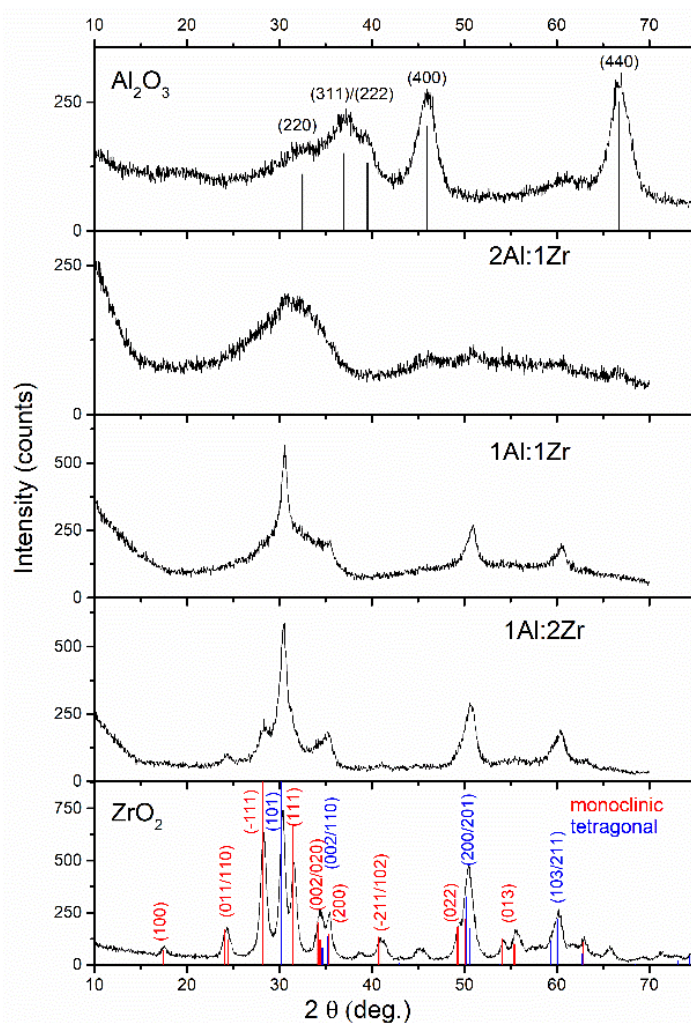 10 20 30 40 50 60 70
Al₂O₃
(220)
(311)/(222)
(400)
(440)
250
0
2Al:1Zr
250
0
1Al:1Zr
500
250
0
1Al:2Zr
500
250
0
Intensity (counts)
ZrO₂
monoclinic
tetragonal
(100)
(011/110)
(-111)
(101)
(111)
(002/020)
(002/110)
(200)
(-211/102)
(022)
(200/201)
(013)
(103/211)
750
500
250
0
10 20 30 40 50 60 70
2 θ (deg.)